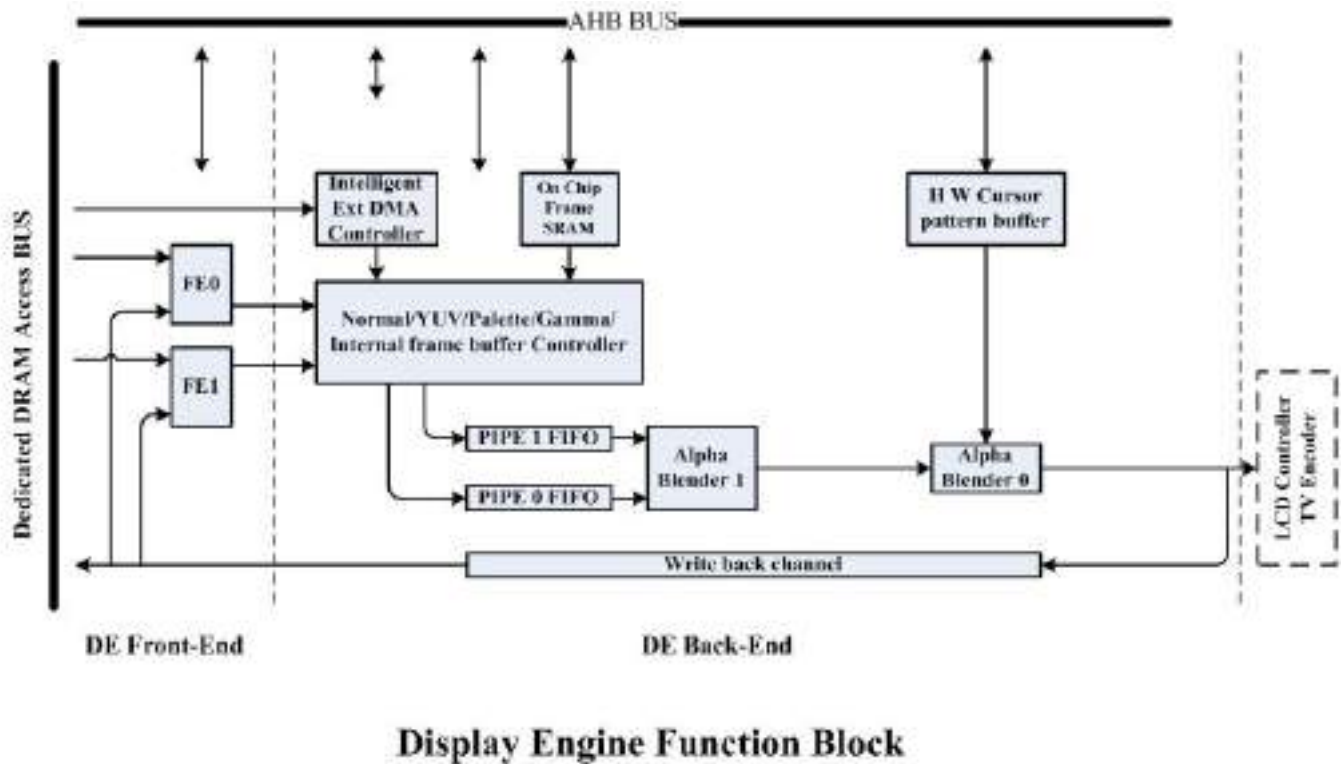 AHB BUS
Dedicated DRAM Access BUS
Intelligent
Ext DMA
Controller
On Chip
Frame
SRAM
H W Cursor
pattern buffer
FE0
Normal/YUV/Palette/Gamma/
Internal frame buffer Controller
FE1
PIPE 1 FIFO
PIPE 0 FIFO
Alpha
Blender 1
Alpha
Blender 0
LCD Controller
TV Encoder
Write back channel
DE Front-End
DE Back-End
Display Engine Function Block